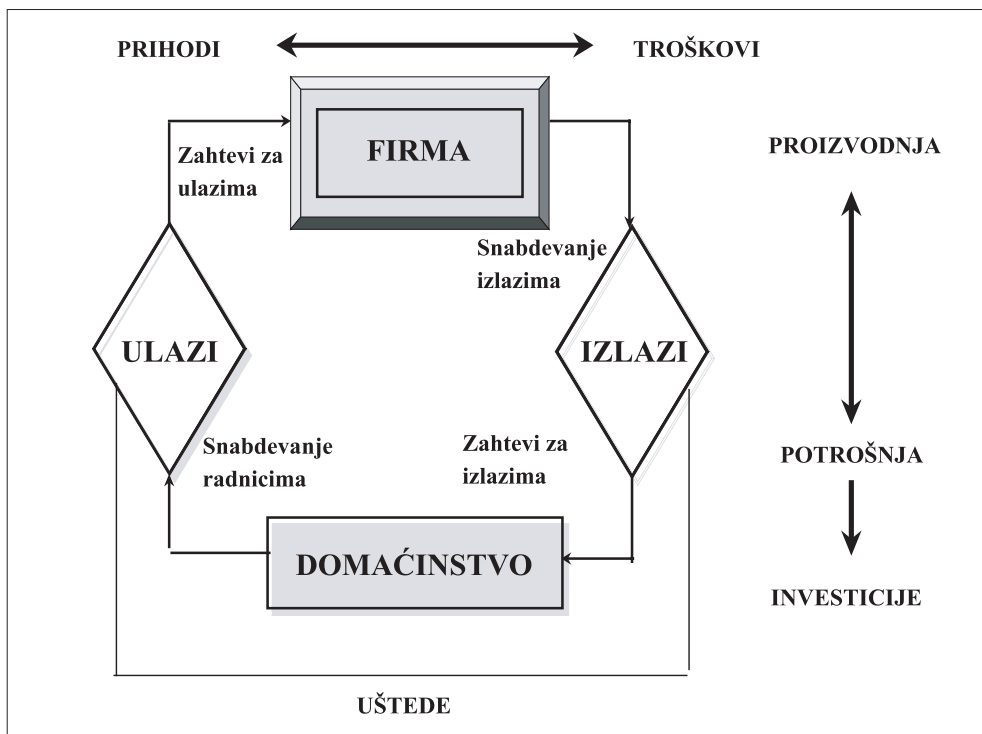 PRIHODI
TROŠKOVI
FIRMA
PROIZVODNJA
Zahtevi za
ulazima
Snabdevanje
izlazima
ULAZI
IZLAZI
Snabdevanje
radnicima
Zahtevi za
izlazima
POTROŠNJA
DOMAĆINSTVO
INVESTICIJE
UŠTEDE